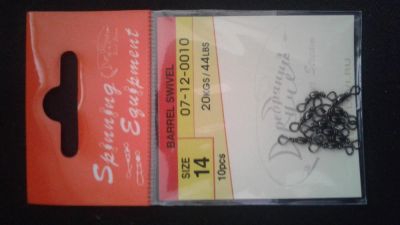 Spinning
Equipment
BARREL SWIVEL
07-12-0010
20KGS/44LBS
SIZE
14
10pcs